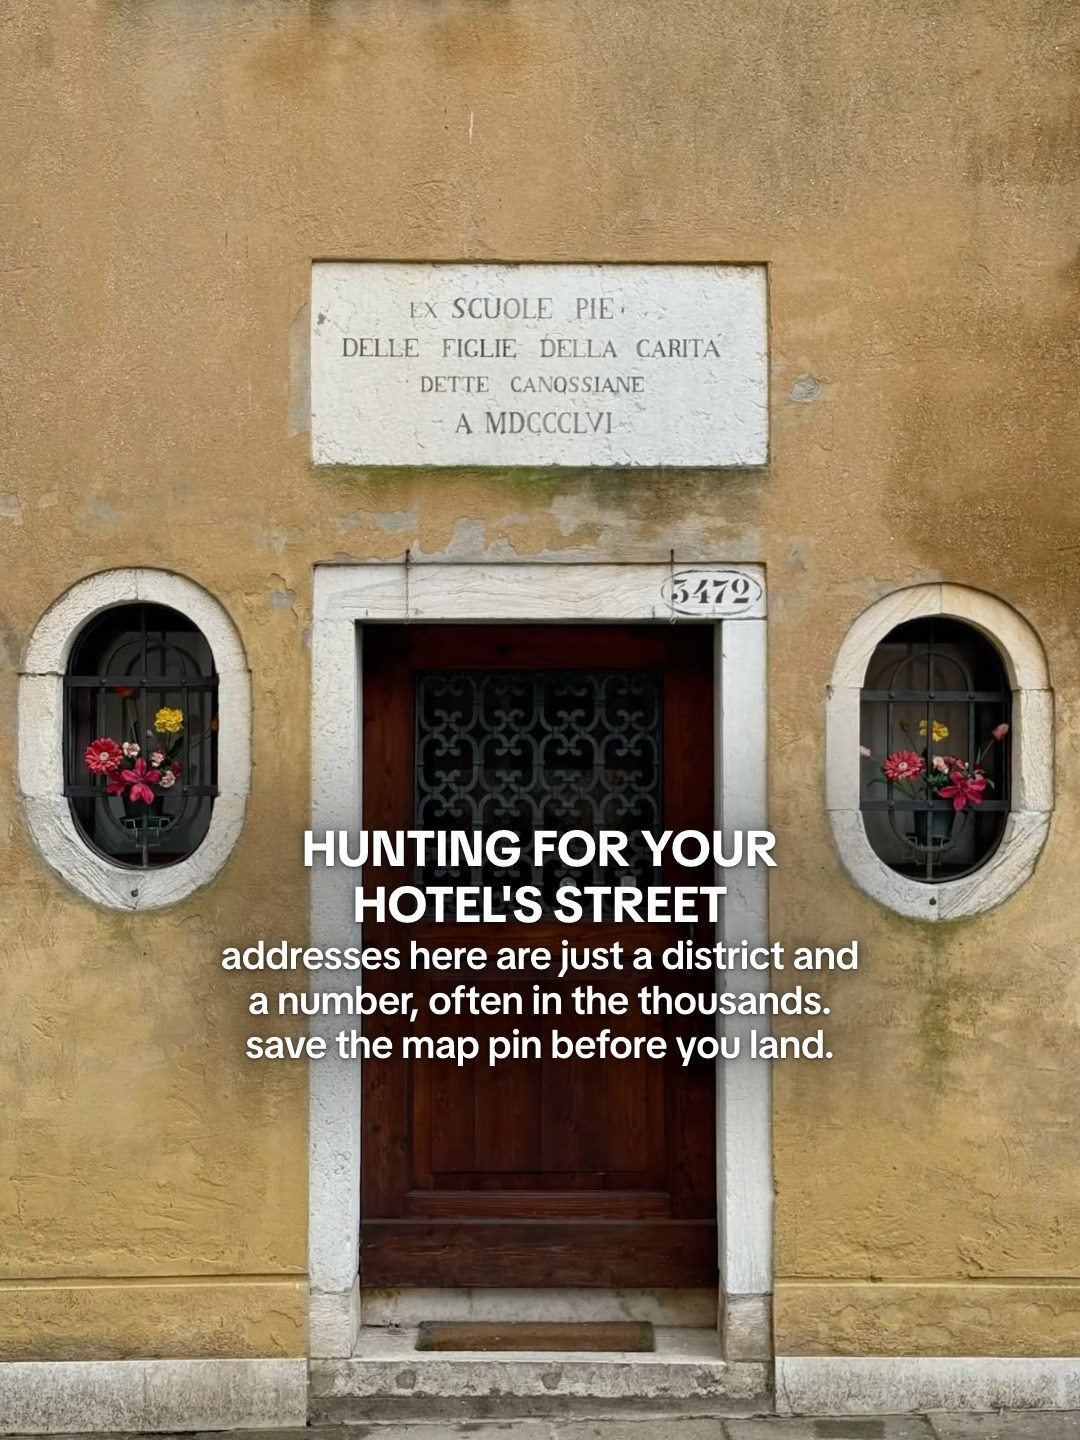 EX SCUOLE PIE
DELLE FIGLIE DELLA CARITA
DETTE CANOSSIANE
A MDCCCLVI
3472
HUNTING FOR YOUR
HOTEL'S STREET
addresses here are just a district and
a number, often in the thousands.
save the map pin before you land.